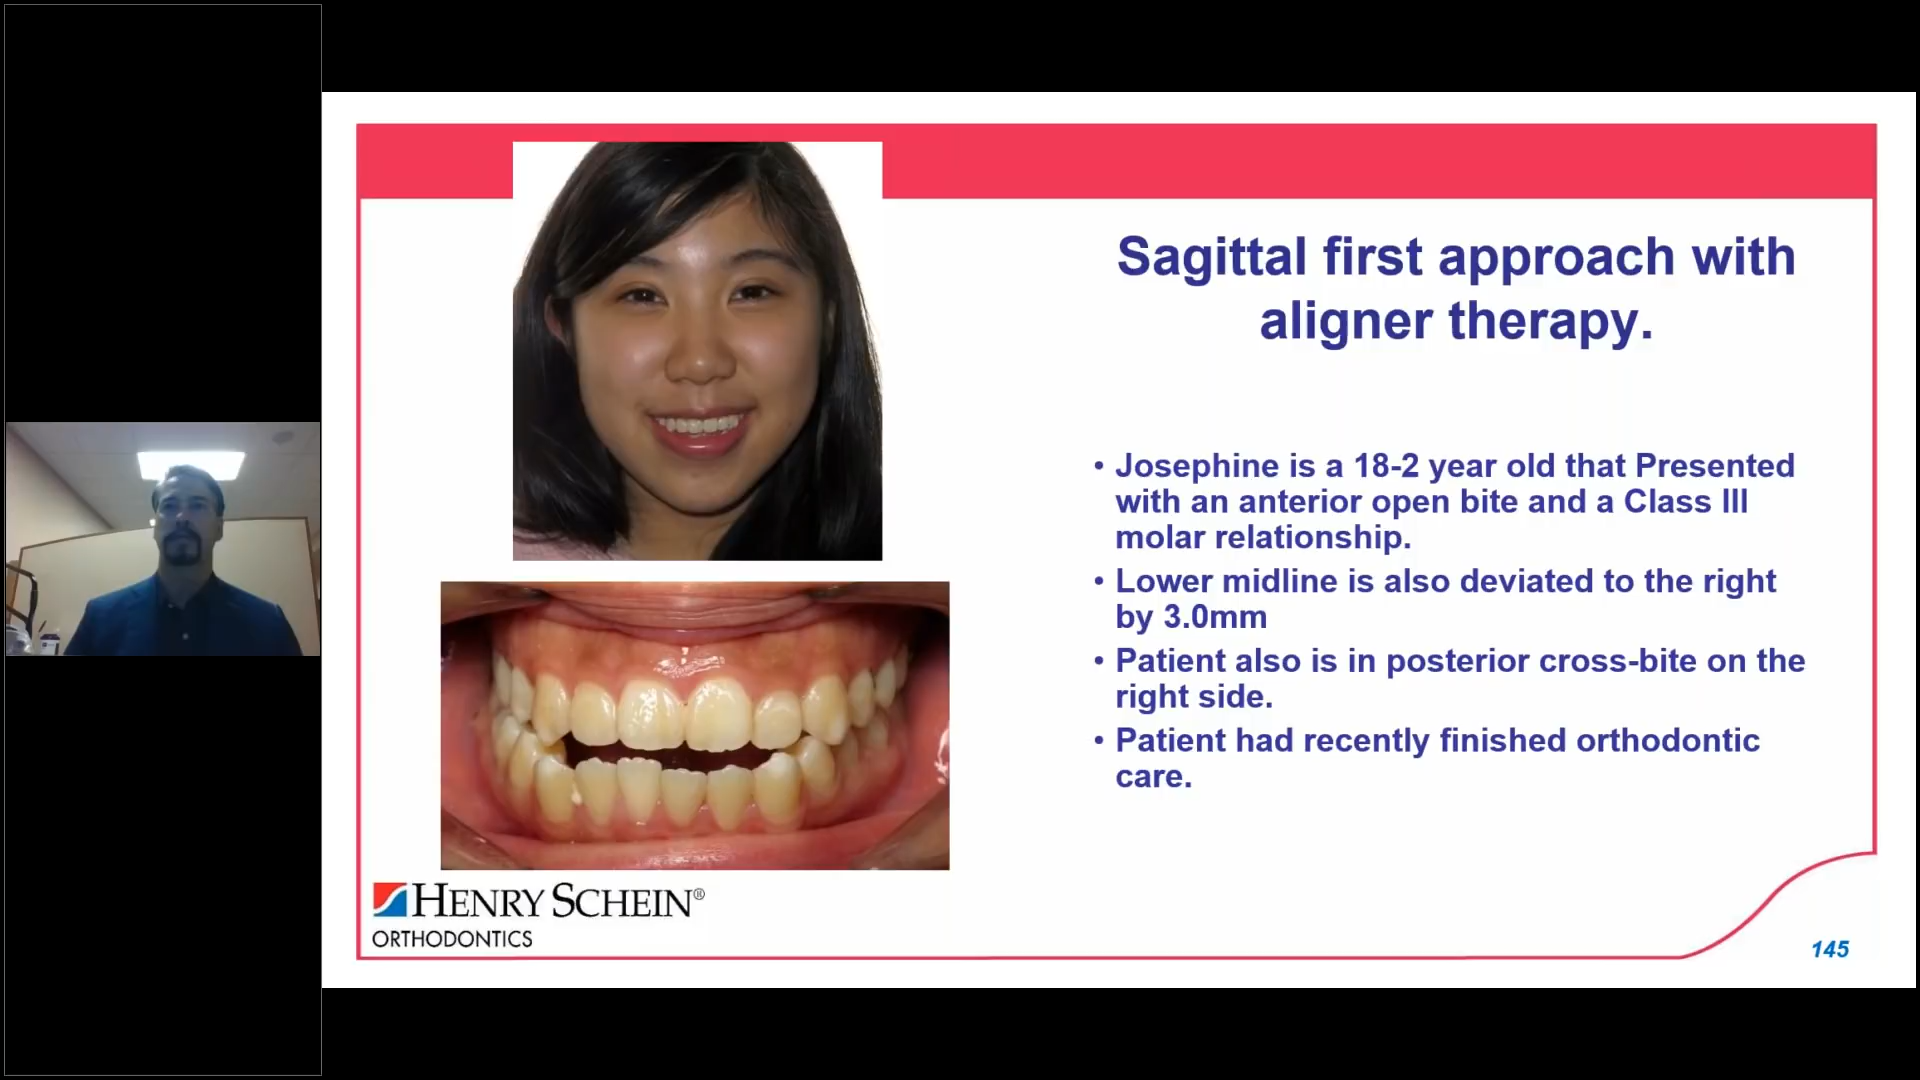 Sagittal first approach with
aligner therapy.
• Josephine is a 18-2 year old that Presented
with an anterior open bite and a Class III
molar relationship.
• Lower midline is also deviated to the right
by 3.0mm
• Patient also is in posterior cross-bite on the
right side.
• Patient had recently finished orthodontic
care.
HENRY SCHEIN®
ORTHODONTICS
145